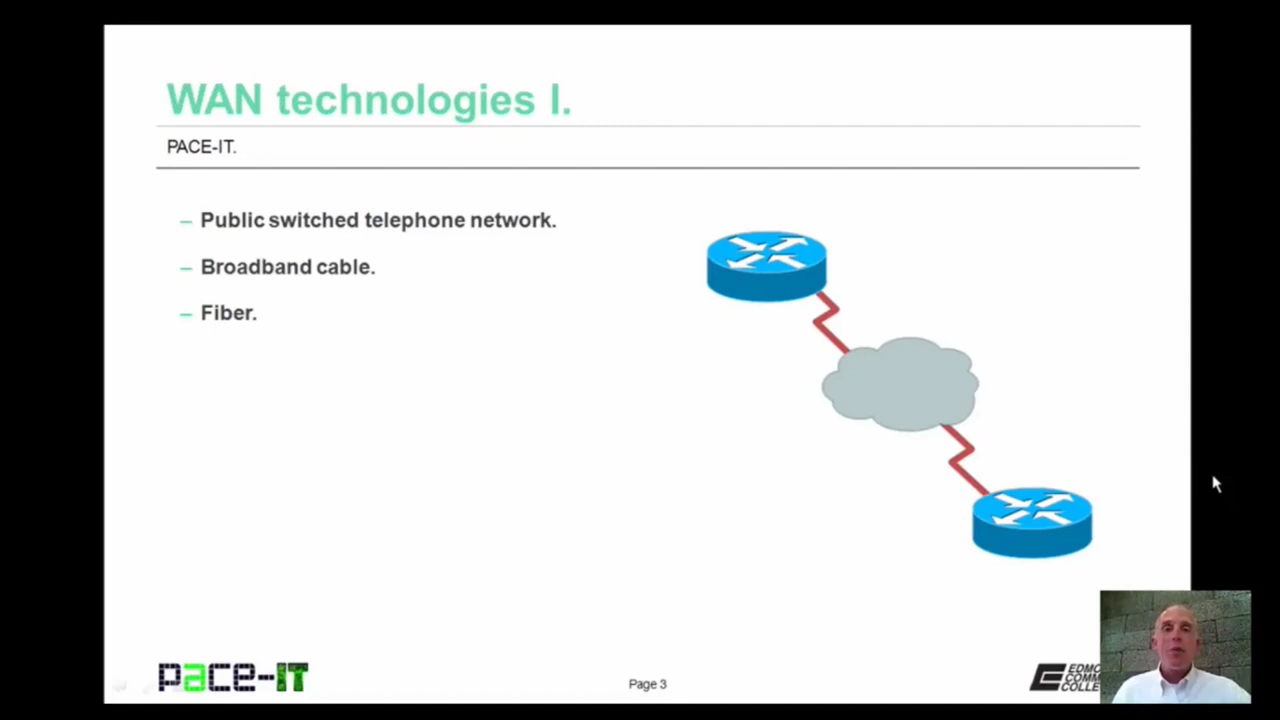 WAN technologies I.
PACE-IT.
– Public switched telephone network.
– Broadband cable.
– Fiber.
pace-IT
Page 3